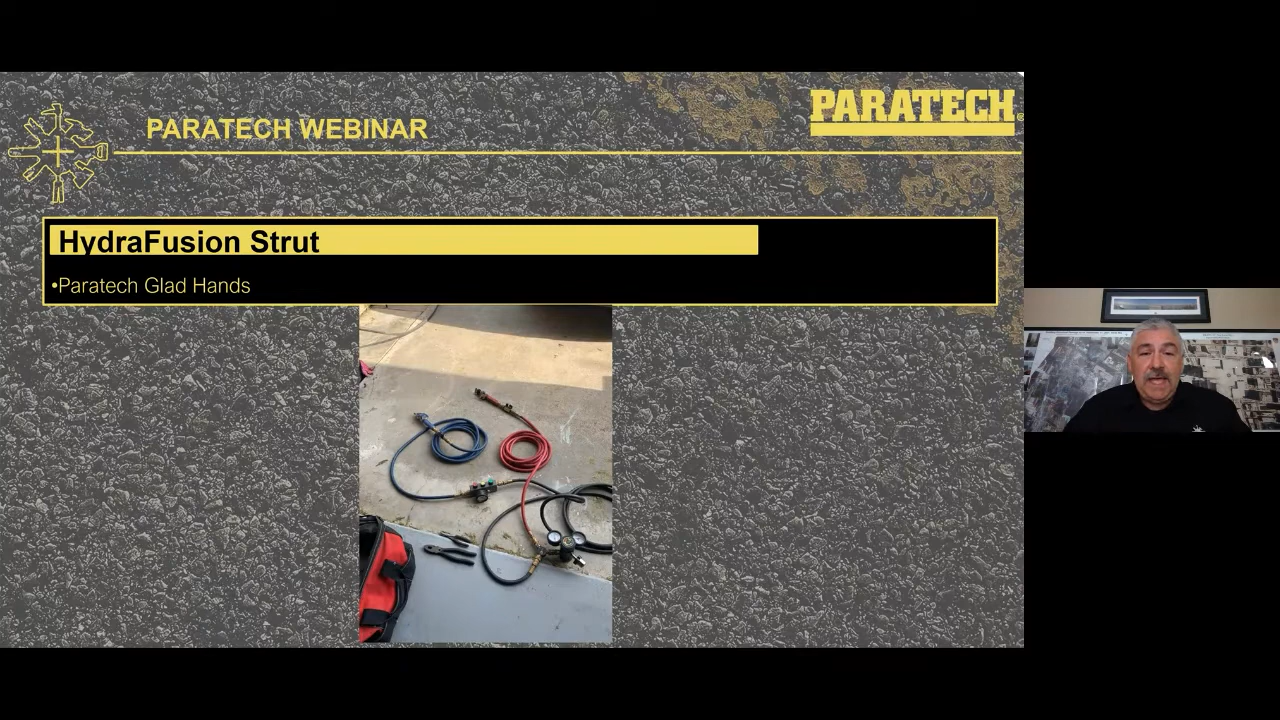 PARATECH WEBINAR
PARATECH®
HydraFusion Strut
•Paratech Glad Hands